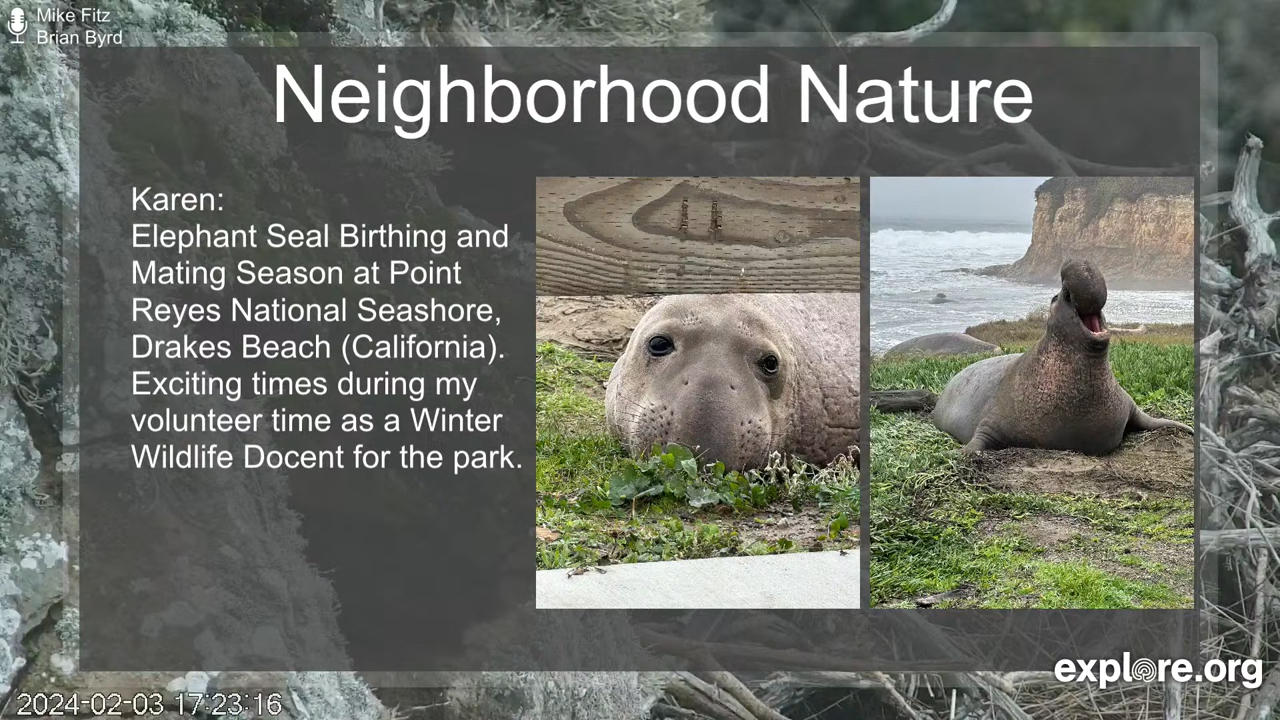 Mike Fitz
Brian Byrd
Neighborhood Nature
Karen:
Elephant Seal Birthing and
Mating Season at Point
Reyes National Seashore,
Drakes Beach (California).
Exciting times during my
volunteer time as a Winter
Wildlife Docent for the park.
explore.org
2024-02-03 17:23:16